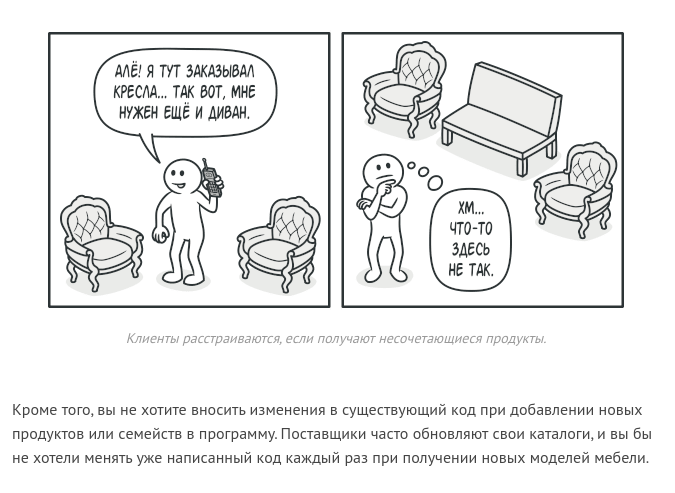 АЛЁ! Я ТУТ ЗАКАЗЫВАЛ
КРЕСЛА... ТАК ВОТ, МНЕ
НУЖЕН ЕЩЁ И ДИВАН.
ХМ...
ЧТО-ТО
ЗДЕСЬ
НЕ ТАК.
Клиенты расстраиваются, если получают несочетающиеся продукты.
Кроме того, вы не хотите вносить изменения в существующий код при добавлении новых
продуктов или семейств в программу. Поставщики часто обновляют свои каталоги, и вы бы
не хотели менять уже написанный код каждый раз при получении новых моделей мебели.